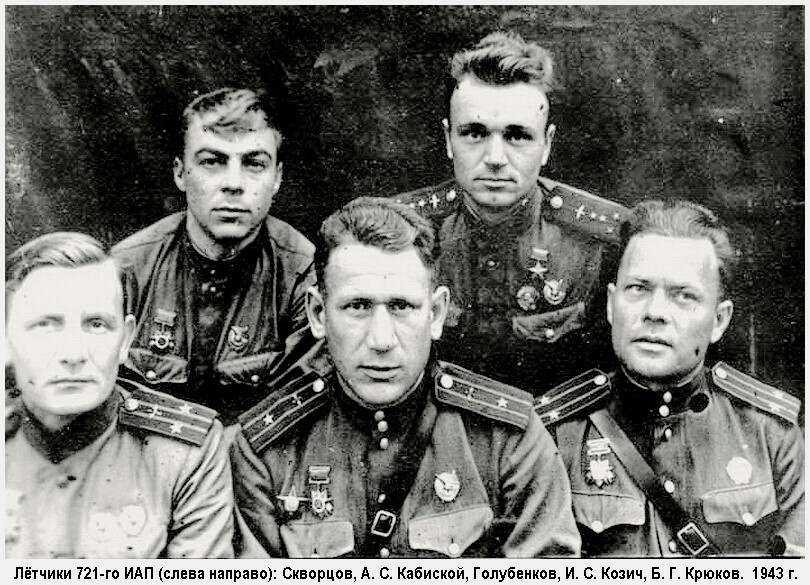 Лётчики 721-го ИАП (слева направо): Скворцов, А. С. Кабиской, Голубенков, И. С. Козич, Б. Г. Крюков. 1943 г.